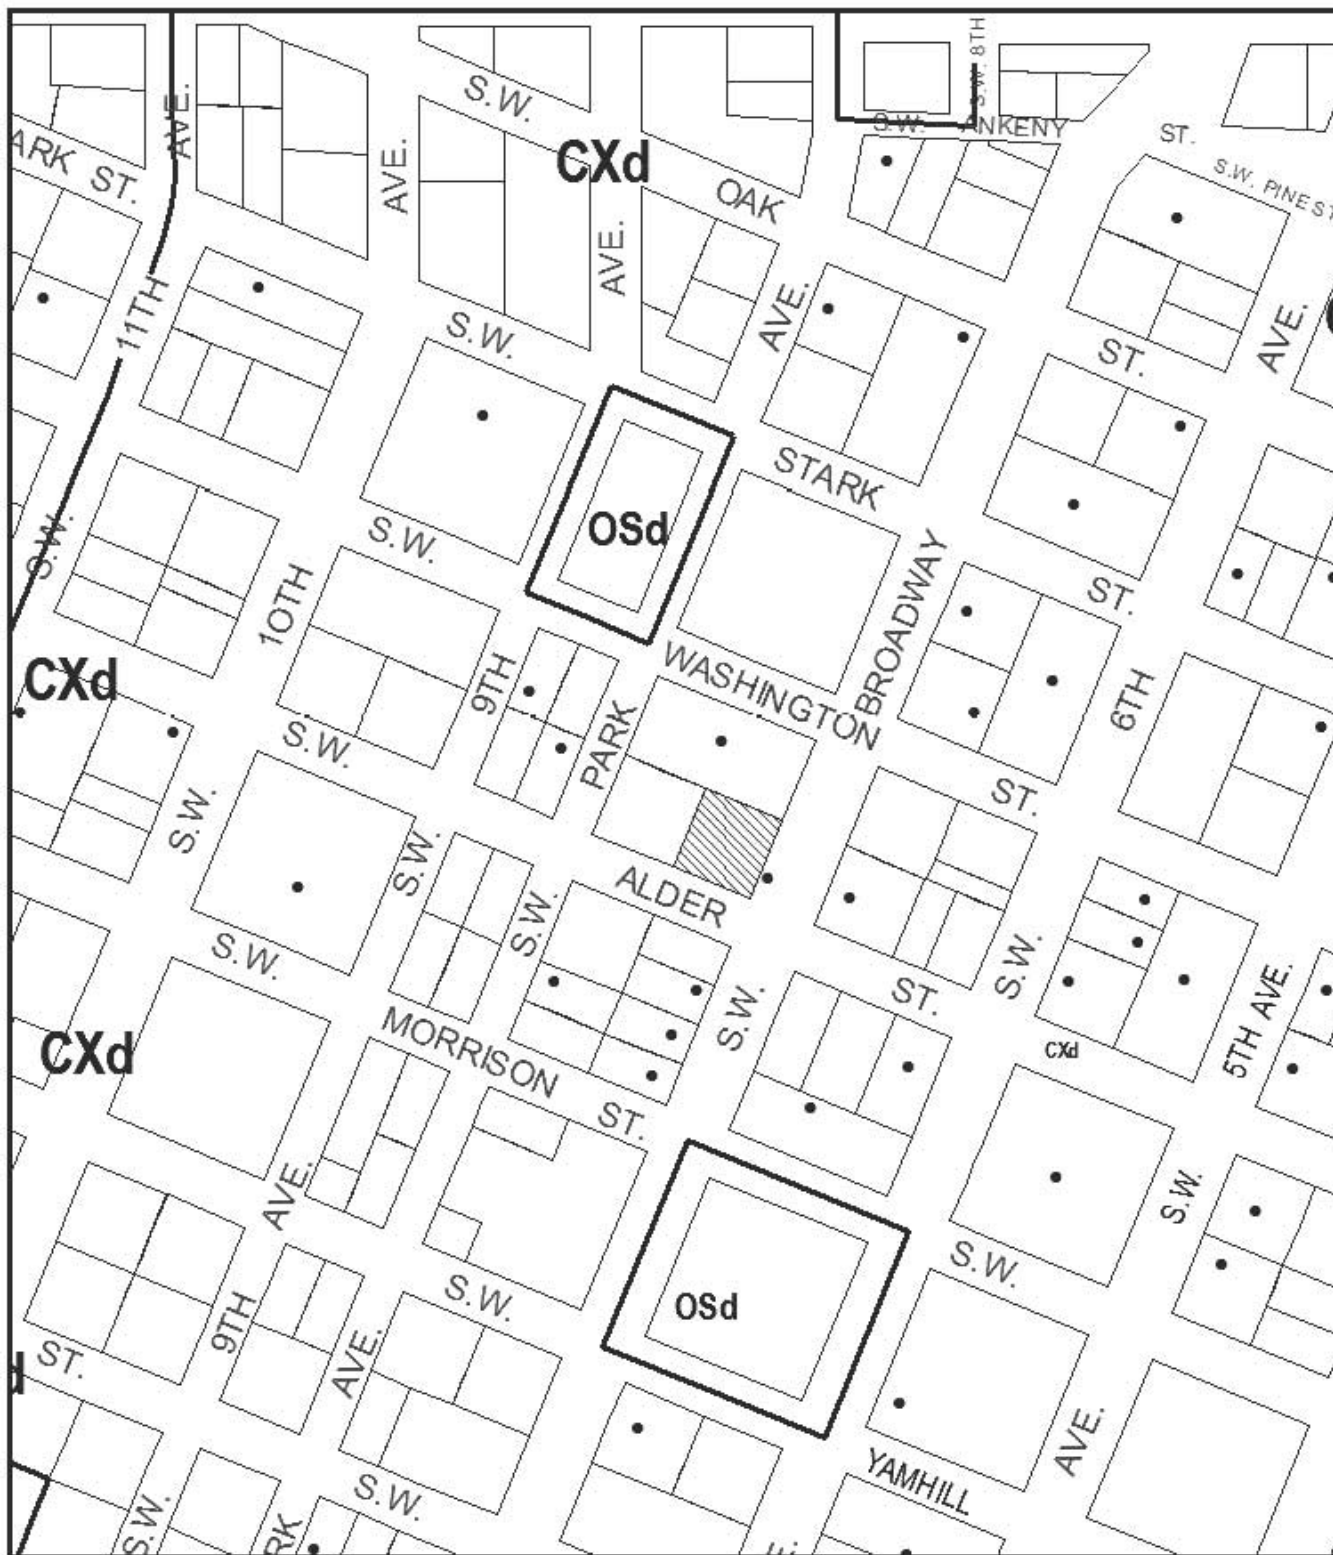 S.W. 8TH
AVE.
S.W.
S.W.
ANKENY
ST.
S.W. PINE ST
ARK ST.
AVE.
CXd
OAK
AVE.
11TH
S.W.
AVE.
ST.
AVE.
STARK
OSd
S.W.
S.W.
10TH
BROADWAY
ST.
WASHINGTON
CXd
9TH
6TH
PARK
S.W.
ST.
S.W.
S.W.
ALDER
S.W.
S.W.
S.W.
ST.
S.W.
5TH AVE.
MORRISON
CXd
CXd
ST.
AVE.
S.W.
S.W.
S.W.
OSd
9TH
ST.
AVE.
d
AVE.
YAMHILL
S.W.
S.W.
RK